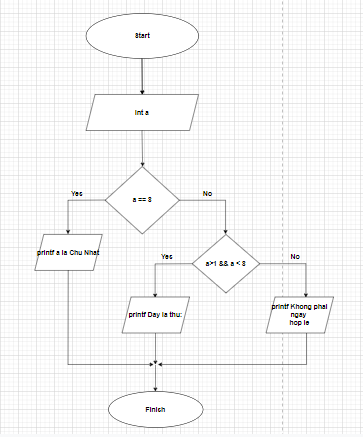 Start
int a
a == 8
Yes
No
printf a la Chu Nhat
a>1 && a < 8
Yes
No
printf Day la thu:
printf Khong phai
ngay
hop le
Finish